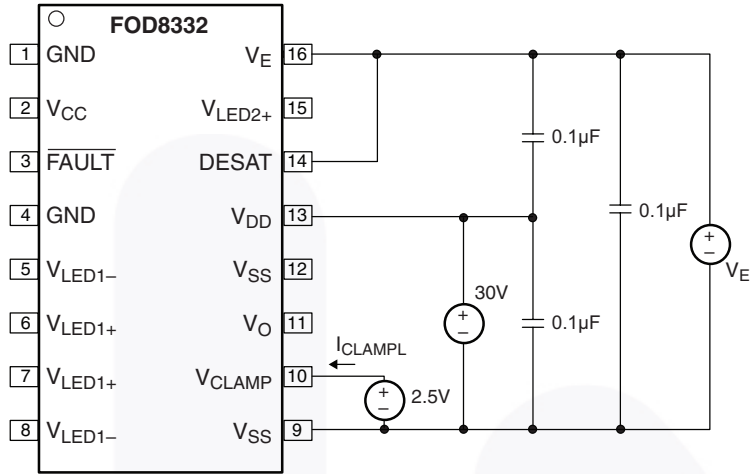 FOD8332
1 GND
2 VCC
3 FAULT
4 GND
5 VLED1–
6 VLED1+
7 VLED1+
8 VLED1–
VE 16
VLED2+ 15
DESAT 14
VDD 13
VSS 12
VO 11
VCLAMP 10
VSS 9
ICLAMPL
+ – 2.5V
30V + –
0.1µF
0.1µF
0.1µF
+ – VE